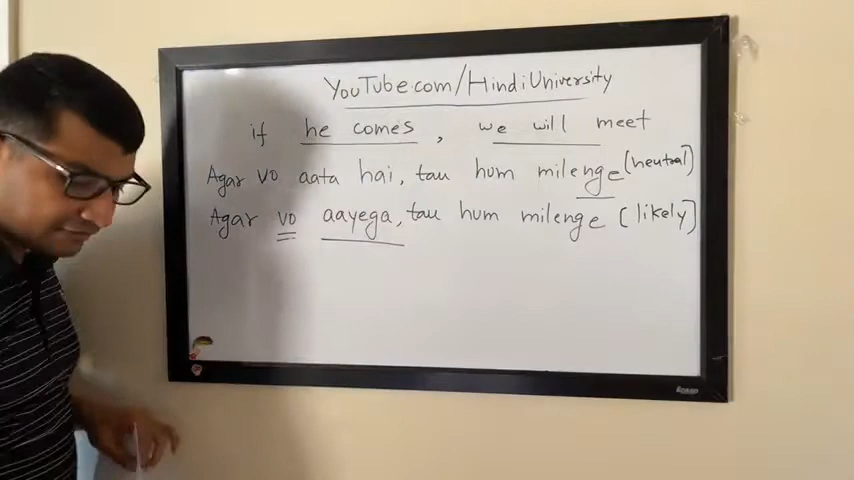 YouTube.com/HindiUniversity
if he comes, we will meet
Agar vo aata hai, tau hum milenge (neutral]
Agar vo aayega, tau hum milenge [likely]